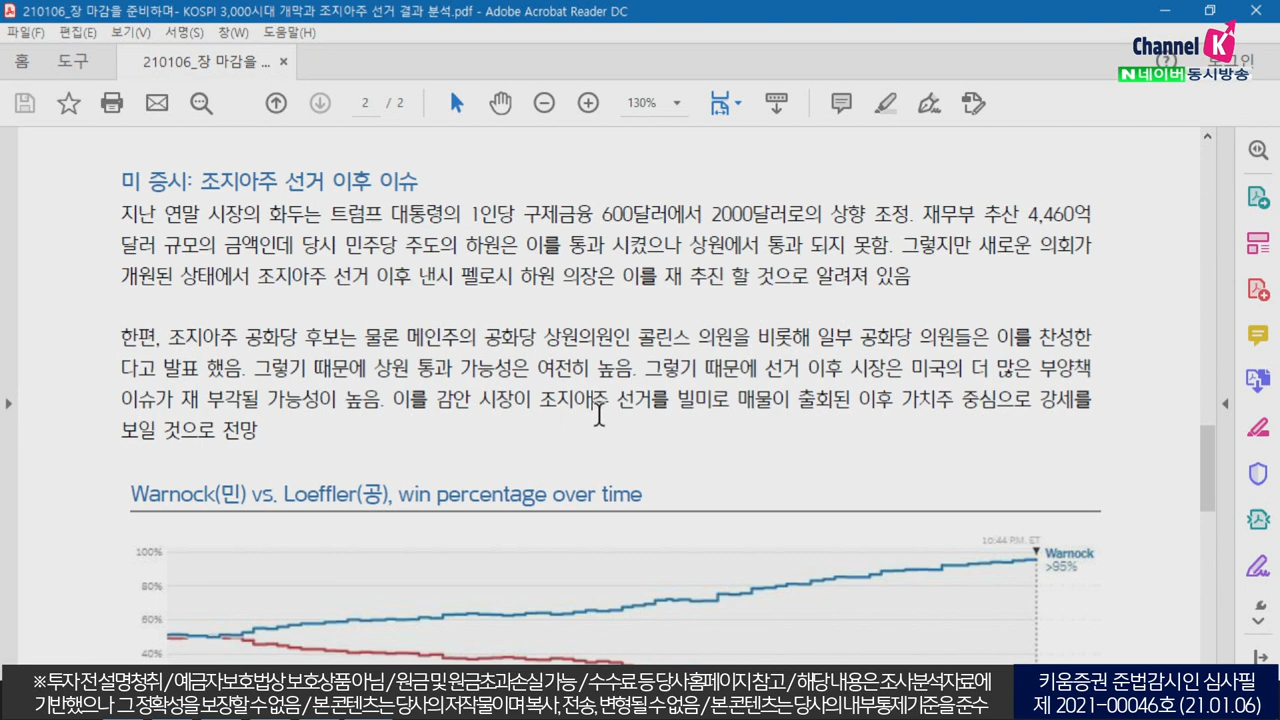 210106_장 마감을 준비하며- KOSPI 3,000시대 개막과 조지아주 선거 결과 분석.pdf - Adobe Acrobat Reader DC
파일(F) 편집(E) 보기(V) 서명(S) 창(W) 도움말(H)
Channel K
홈 도구 210106_장 마감을 ... × 로그인
N 네이버 동시방송
2 / 2 130%
미 증시: 조지아주 선거 이후 이슈
지난 연말 시장의 화두는 트럼프 대통령의 1인당 구제금융 600달러에서 2000달러로의 상향 조정. 재무부 추산 4,460억
달러 규모의 금액인데 당시 민주당 주도의 하원은 이를 통과 시켰으나 상원에서 통과 되지 못함. 그렇지만 새로운 의회가
개원된 상태에서 조지아주 선거 이후 낸시 펠로시 하원 의장은 이를 재 추진 할 것으로 알려져 있음
한편, 조지아주 공화당 후보는 물론 메인주의 공화당 상원의원인 콜린스 의원을 비롯해 일부 공화당 의원들은 이를 찬성한
다고 발표 했음. 그렇기 때문에 상원 통과 가능성은 여전히 높음. 그렇기 때문에 선거 이후 시장은 미국의 더 많은 부양책
이슈가 재 부각될 가능성이 높음. 이를 감안 시장이 조지아주 선거를 빌미로 매물이 출회된 이후 가치주 중심으로 강세를
보일 것으로 전망
Warnock(민) vs. Loeffler(공), win percentage over time
10:44 P.M. ET
100%
Warnock
>95%
80%
60%
40%
※ 투자 전 설명청취 / 예금자보호법상 보호상품 아님 / 원금 및 원금초과손실 가능 / 수수료 등 당사홈페이지 참고 / 해당 내용은 조사분석자료에
기반했으나 그 정확성을 보장할 수 없음 / 본 콘텐츠는 당사의 저작물이며 복사, 전송, 변형될 수 없음 / 본 콘텐츠는 당사의 내부통제기준을 준수
키움증권 준법감시인 심사필
제 2021-00046호 (21.01.06)